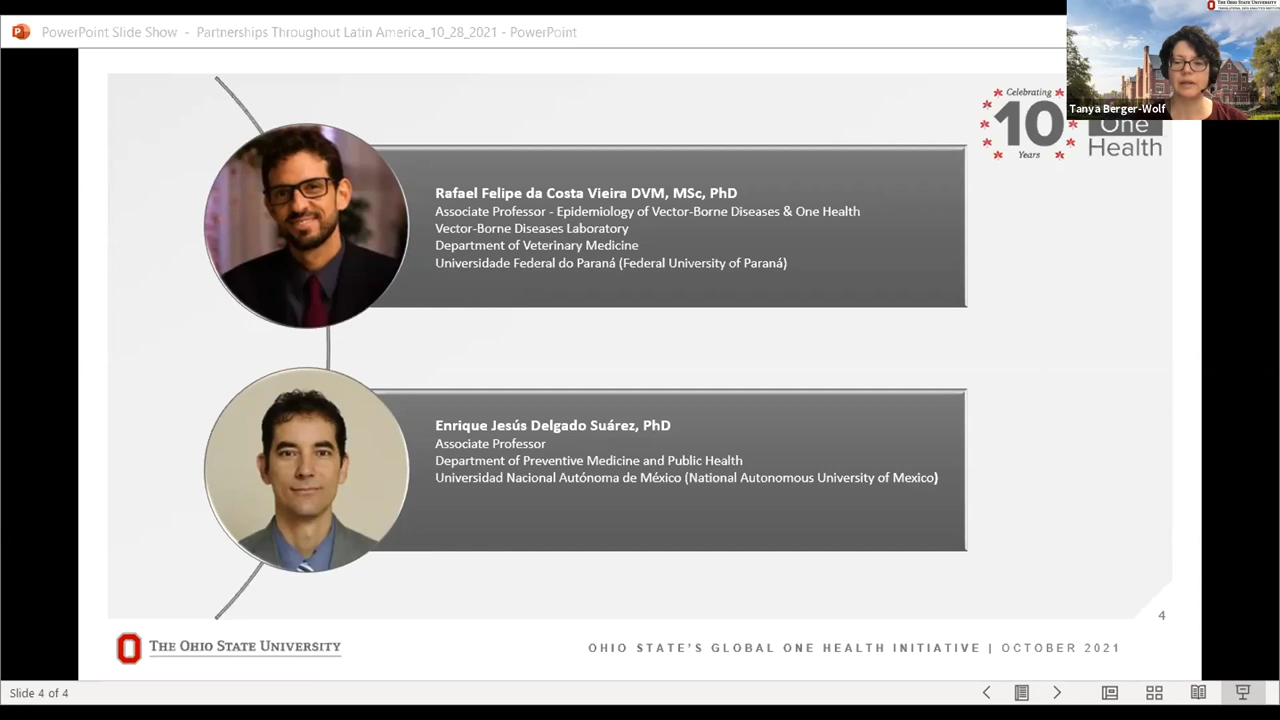 PowerPoint Slide Show - Partnerships Throughout Latin America_10_28_2021 - PowerPoint
THE OHIO STATE UNIVERSITY
Tanya Berger-Wolf
Celebrating
10
Years
One
Health
Rafael Felipe da Costa Vieira DVM, MSc, PhD
Associate Professor - Epidemiology of Vector-Borne Diseases & One Health
Vector-Borne Diseases Laboratory
Department of Veterinary Medicine
Universidade Federal do Paraná (Federal University of Paraná)
Enrique Jesús Delgado Suárez, PhD
Associate Professor
Department of Preventive Medicine and Public Health
Universidad Nacional Autónoma de México (National Autonomous University of Mexico)
4
THE OHIO STATE UNIVERSITY
OHIO STATE'S GLOBAL ONE HEALTH INITIATIVE | OCTOBER 2021
Slide 4 of 4